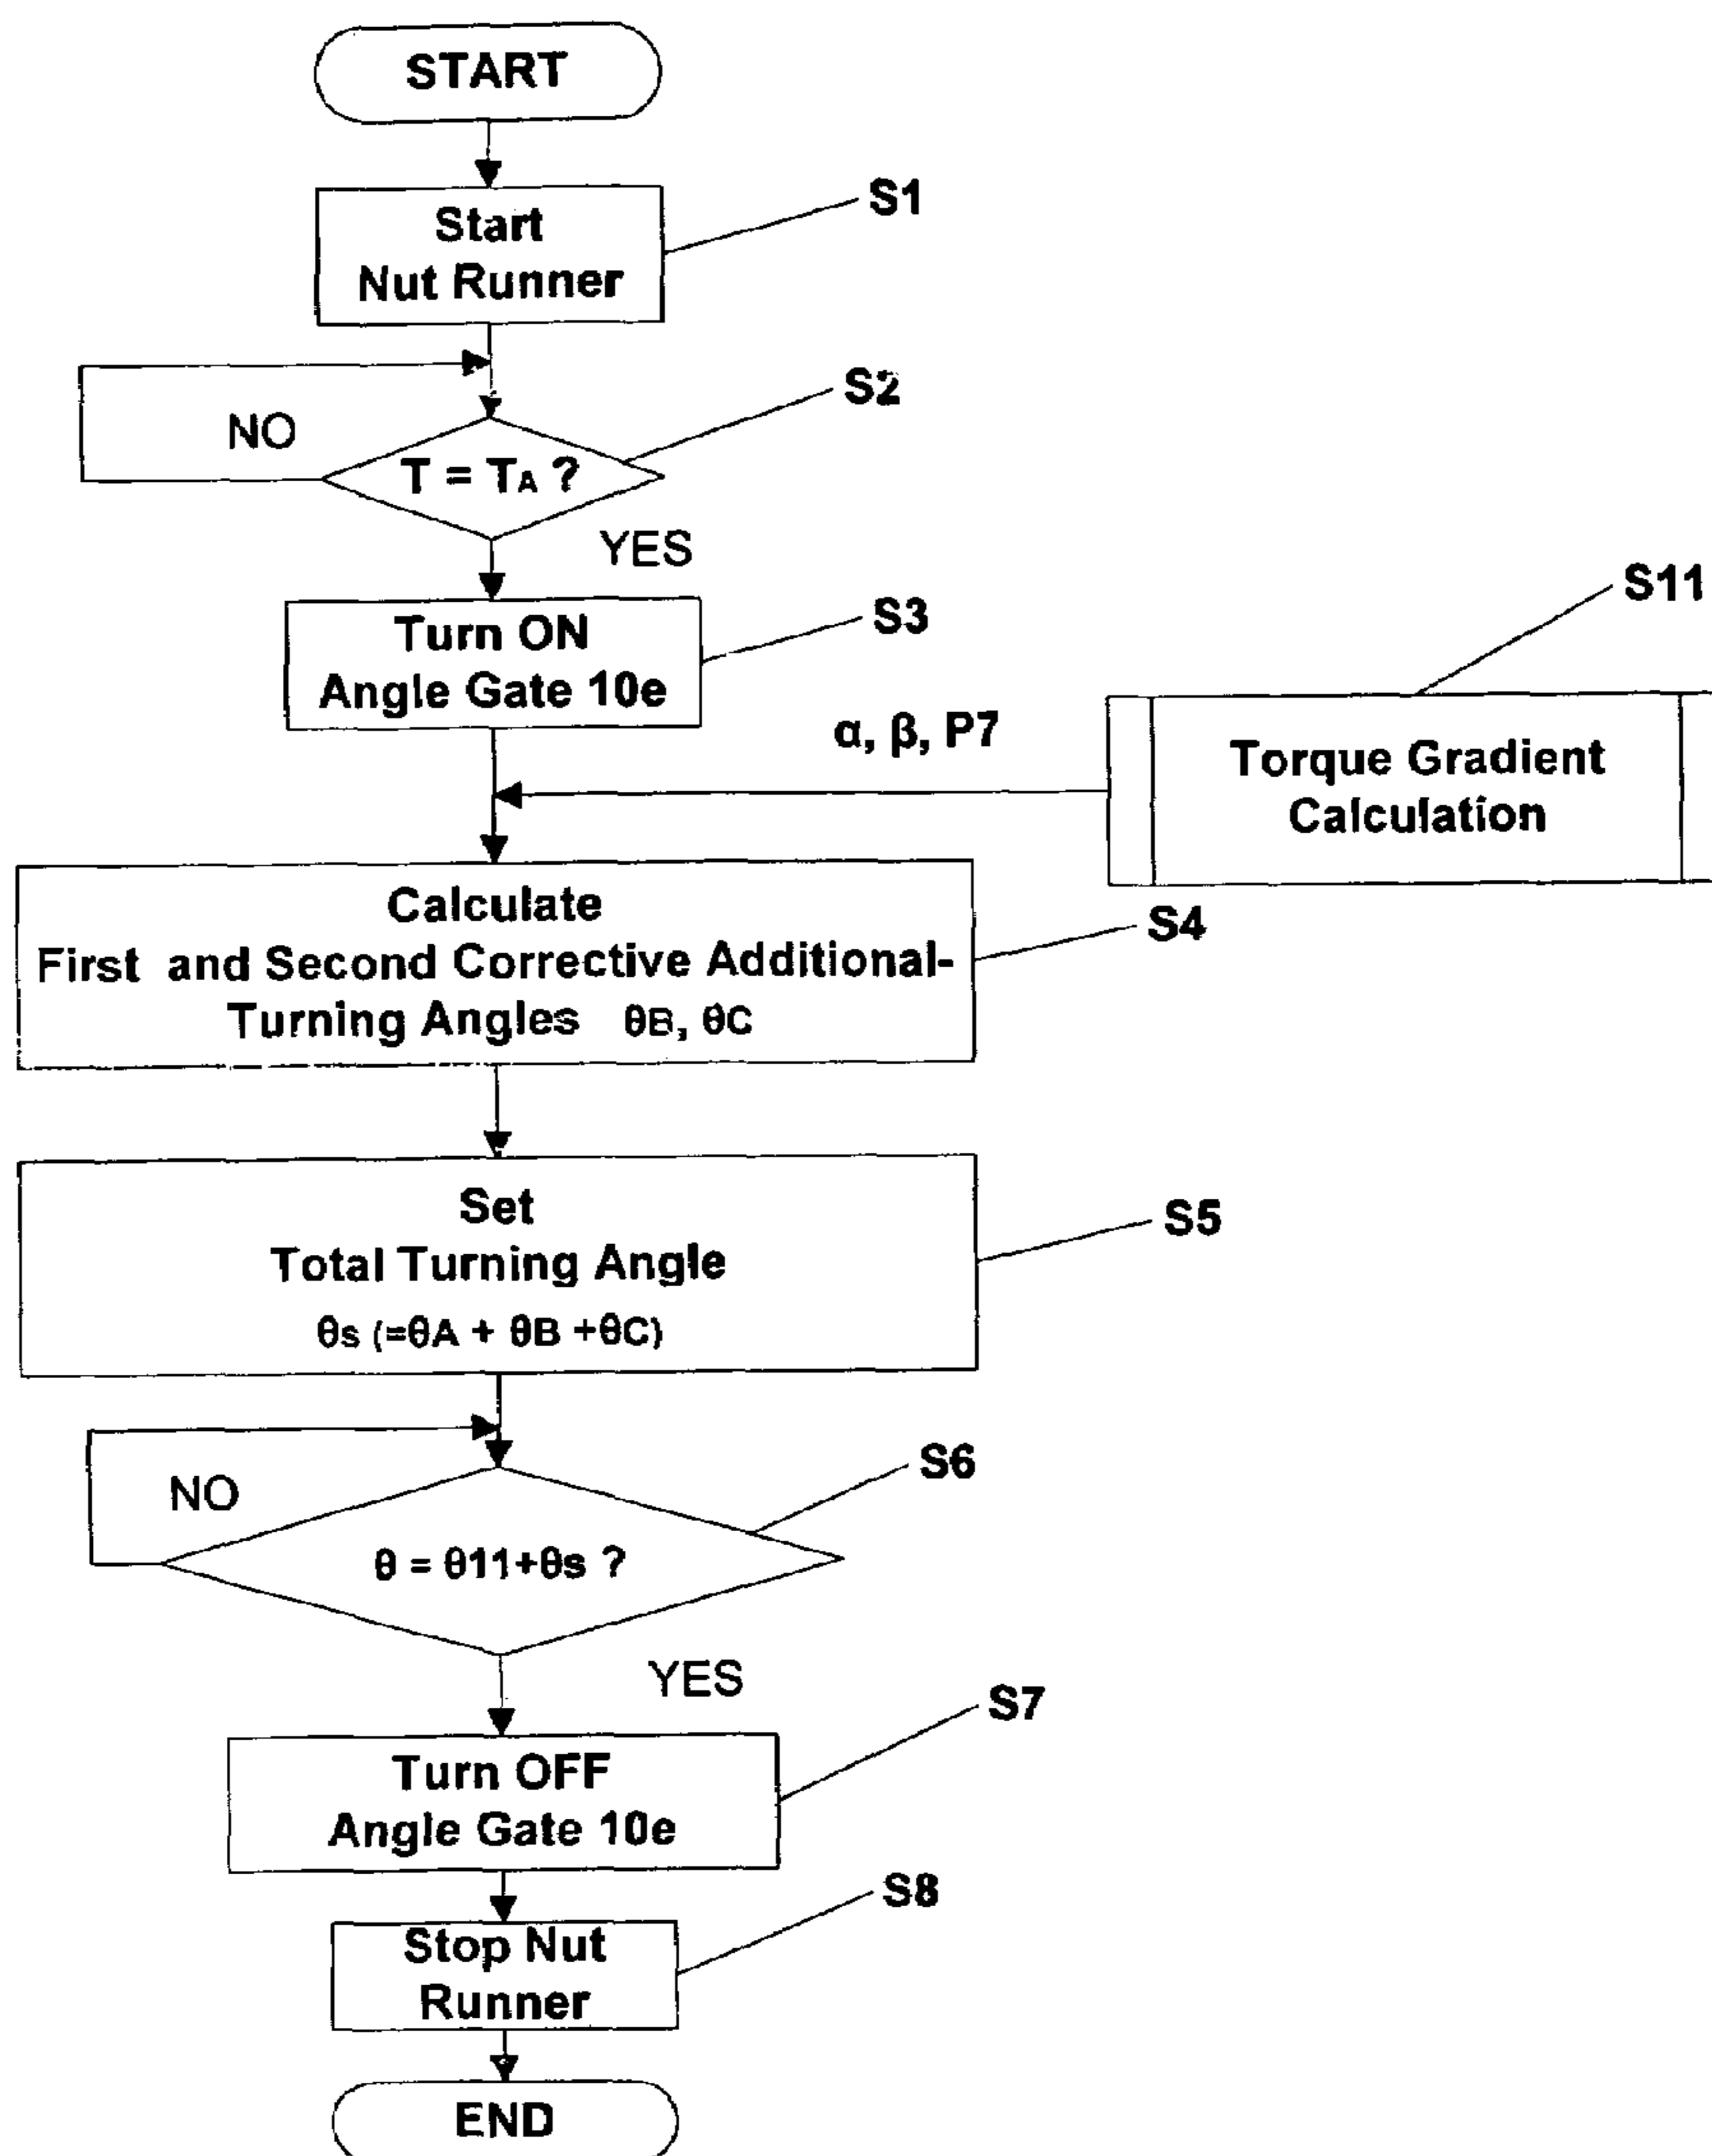 START
Start
Nut Runner
S1
S2
NO
T = TA ?
YES
S11
Turn ON
Angle Gate 10e
S3
α, β, P7
Torque Gradient
Calculation
Calculate
First and Second Corrective Additional-
Turning Angles θB, θC
S4
Set
Total Turning Angle
θs (=θA + θB +θC)
S5
S6
NO
θ = θ11+θs ?
YES
S7
Turn OFF
Angle Gate 10e
S8
Stop Nut
Runner
END